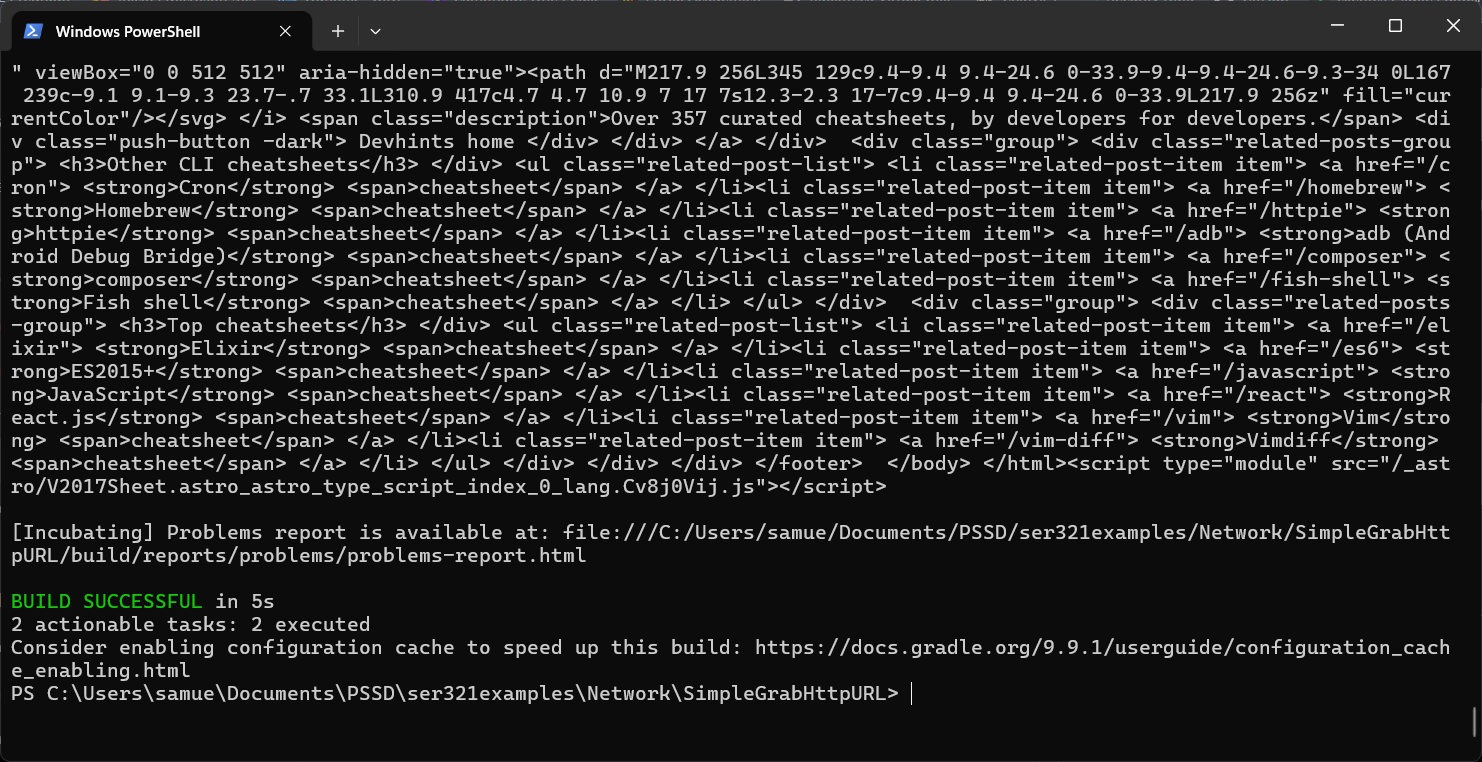 Windows PowerShell
" viewBox="0 0 512 512" aria-hidden="true"><path d="M217.9 256L345 129c9.4-9.4 9.4-24.6 0-33.9-9.4-9.4-24.6-9.3-34 0L167
 239c-9.1 9.1-9.3 23.7-.7 33.1L310.9 417c4.7 4.7 10.9 7 17 7s12.3-2.3 17-7c9.4-9.4 9.4-24.6 0-33.9L217.9 256z" fill="cur
rentColor"/></svg> </i> <span class="description">Over 357 curated cheatsheets, by developers for developers.</span> <di
v class="push-button -dark"> Devhints home </div> </div> </a> </div>  <div class="group"> <div class="related-posts-grou
p"> <h3>Other CLI cheatsheets</h3> </div> <ul class="related-post-list"> <li class="related-post-item item"> <a href="/c
ron"> <strong>Cron</strong> <span>cheatsheet</span> </a> </li><li class="related-post-item item"> <a href="/homebrew"> <
strong>Homebrew</strong> <span>cheatsheet</span> </a> </li><li class="related-post-item item"> <a href="/httpie"> <stron
g>httpie</strong> <span>cheatsheet</span> </a> </li><li class="related-post-item item"> <a href="/adb"> <strong>adb (And
roid Debug Bridge)</strong> <span>cheatsheet</span> </a> </li><li class="related-post-item item"> <a href="/composer"> <
strong>composer</strong> <span>cheatsheet</span> </a> </li><li class="related-post-item item"> <a href="/fish-shell"> <s
trong>Fish shell</strong> <span>cheatsheet</span> </a> </li> </ul> </div>  <div class="group"> <div class="related-posts
-group"> <h3>Top cheatsheets</h3> </div> <ul class="related-post-list"> <li class="related-post-item item"> <a href="/el
ixir"> <strong>Elixir</strong> <span>cheatsheet</span> </a> </li><li class="related-post-item item"> <a href="/es6"> <st
rong>ES2015+</strong> <span>cheatsheet</span> </a> </li><li class="related-post-item item"> <a href="/javascript"> <stro
ng>JavaScript</strong> <span>cheatsheet</span> </a> </li><li class="related-post-item item"> <a href="/react"> <strong>R
eact.js</strong> <span>cheatsheet</span> </a> </li><li class="related-post-item item"> <a href="/vim"> <strong>Vim</stro
ng> <span>cheatsheet</span> </a> </li><li class="related-post-item item"> <a href="/vim-diff"> <strong>Vimdiff</strong>
<span>cheatsheet</span> </a> </li> </ul> </div> </div> </div> </footer>  </body> </html><script type="module" src="/_ast
ro/V2017Sheet.astro_astro_type_script_index_0_lang.Cv8j0Vij.js"></script>
[Incubating] Problems report is available at: file:///C:/Users/samue/Documents/PSSD/ser321examples/Network/SimpleGrabHtt
pURL/build/reports/problems/problems-report.html
BUILD SUCCESSFUL in 5s
2 actionable tasks: 2 executed
Consider enabling configuration cache to speed up this build: https://docs.gradle.org/9.9.1/userguide/configuration_cach
e_enabling.html
PS C:\Users\samue\Documents\PSSD\ser321examples\Network\SimpleGrabHttpURL>